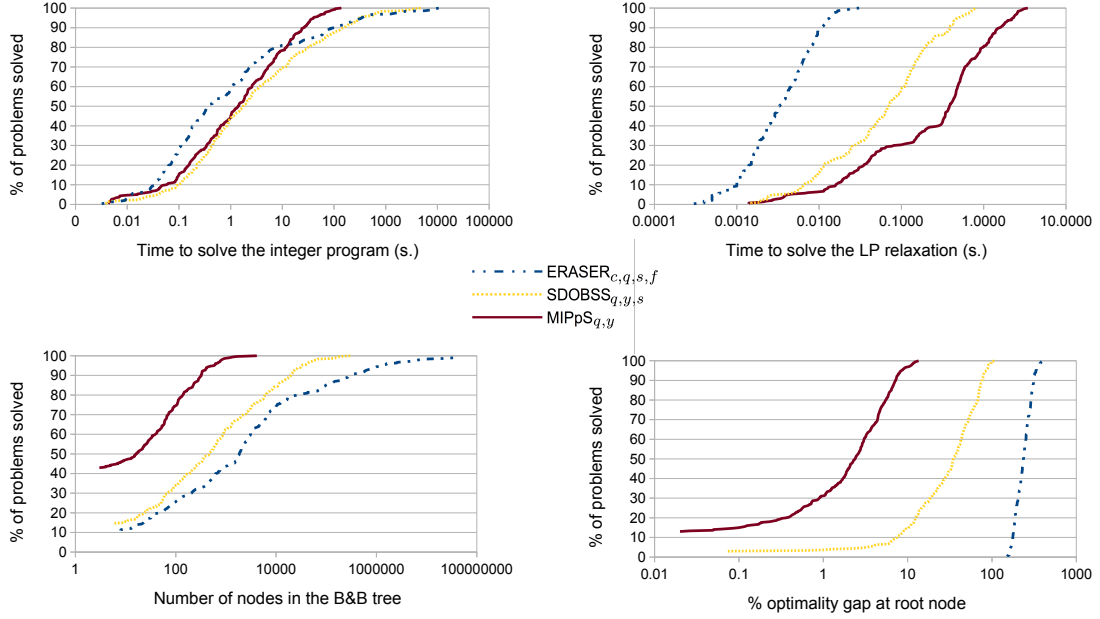 % of problems solved
100
90
80
70
60
50
40
30
20
10
0
0 0.01 0.1 1 10 100 1000 10000 100000
Time to solve the integer program (s.)
% of problems solved
100
90
80
70
60
50
40
30
20
10
0
0.0001 0.0010 0.0100 0.1000 1.0000 10.0000
Time to solve the LP relaxation (s.)
ERASER c,q,s,f
SDOBSS q,y,s
MIPpS q,y
% of problems solved
100
90
80
70
60
50
40
30
20
10
0
1 100 10000 1000000 100000000
Number of nodes in the B&B tree
% of problems solved
100
90
80
70
60
50
40
30
20
10
0
0.01 0.1 1 10 100 1000
% optimality gap at root node